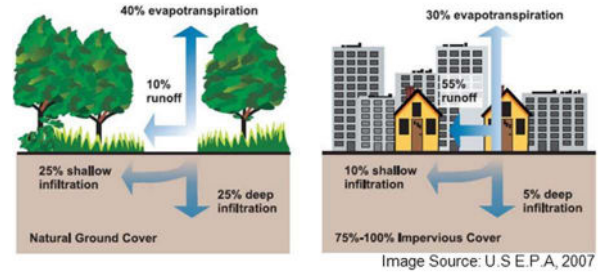 40% evapotranspiration
10%
runoff
25% shallow
infiltration
25% deep
infiltration
Natural Ground Cover
30% evapotranspiration
55%
runoff
10% shallow
infiltration
5% deep
infiltration
75%-100% Impervious Cover
Image Source: U.S E.P.A, 2007